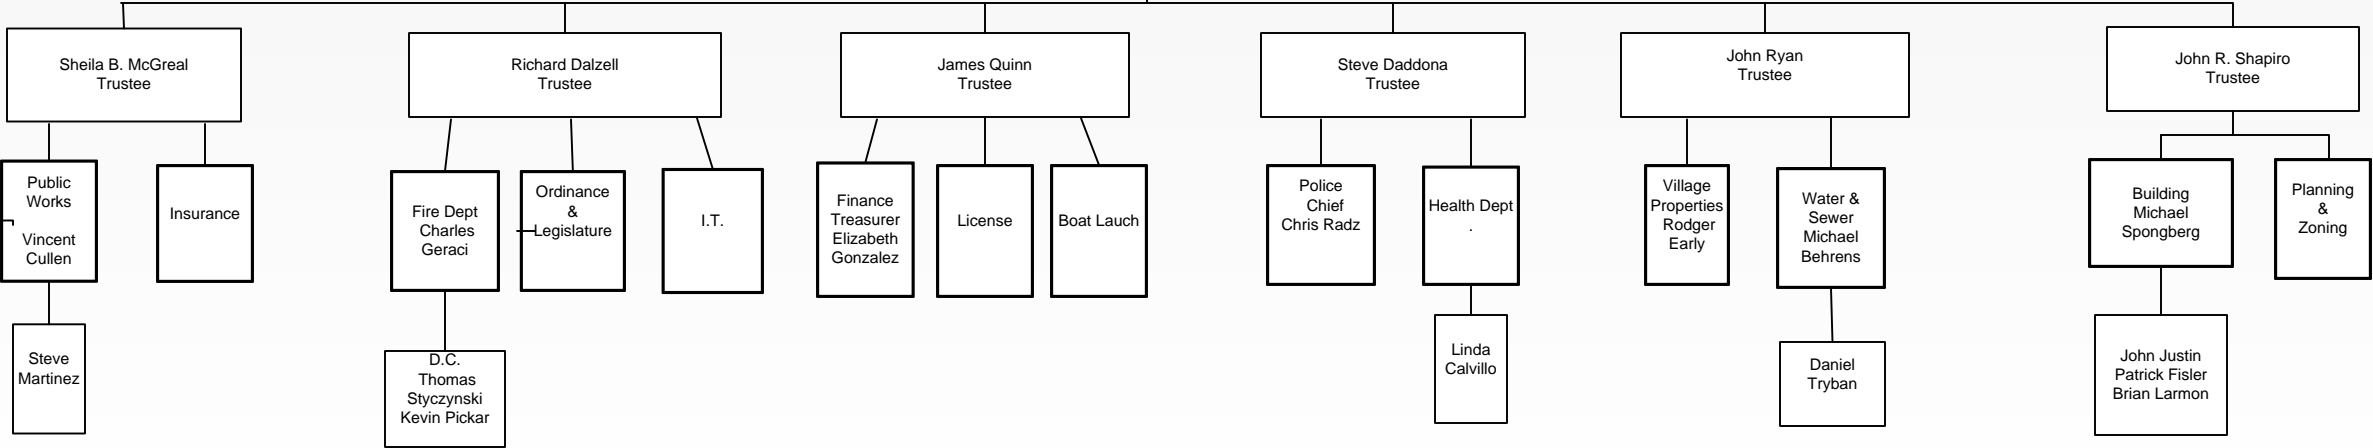 Sheila B. McGreal
Trustee
Richard Dalzell
Trustee
James Quinn
Trustee
Steve Daddona
Trustee
John Ryan
Trustee
John R. Shapiro
Trustee
Public
Works
Vincent
Cullen
Insurance
Fire Dept
Charles
Geraci
Ordinance
&
Legislature
I.T.
Finance
Treasurer
Elizabeth
Gonzalez
License
Boat Lauch
Police
Chief
Chris Radz
Health Dept
.
Village
Properties
Rodger
Early
Water &
Sewer
Michael
Behrens
Building
Michael
Spongberg
Planning
&
Zoning
Steve
Martinez
D.C.
Thomas
Styczynski
Kevin Pickar
Linda
Calvillo
Daniel
Tryban
John Justin
Patrick Fisler
Brian Larmon